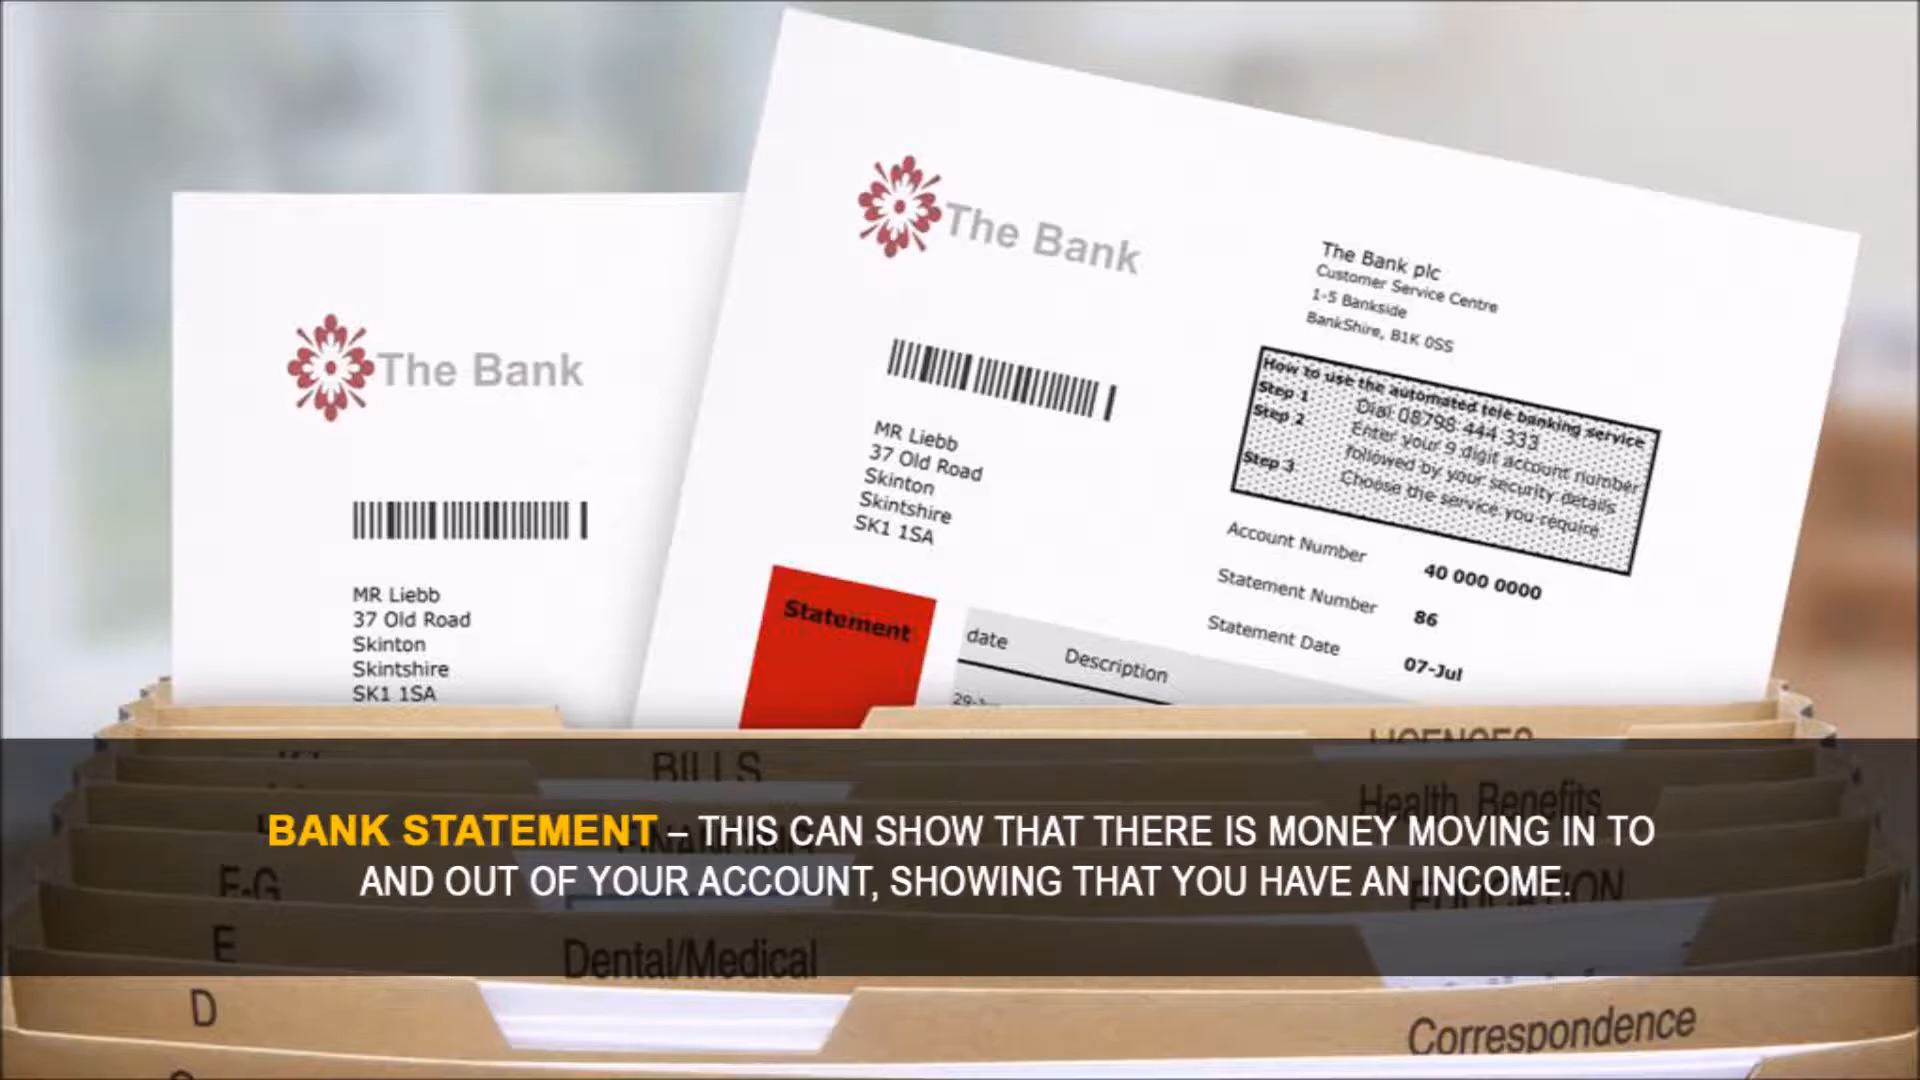 The Bank
MR Liebb
37 Old Road
Skinton
Skintshire
SK1 1SA
The Bank
The Bank plc
Customer Service Centre
1-5 Bankside
BankShire, B1K 0SS
How to use the automated tele banking service
Step 1 Dial 08798 444 333
Step 2 Enter your 9 digit account number
followed by your security details
Step 3 Choose the service you require
MR Liebb
37 Old Road
Skinton
Skintshire
SK1 1SA
Account Number 40 000 0000
Statement Number 86
Statement Date 07-Jul
Statement
date Description
LICENCES
BILLS
Health Benefits
BANK STATEMENT – THIS CAN SHOW THAT THERE IS MONEY MOVING IN TO
AND OUT OF YOUR ACCOUNT, SHOWING THAT YOU HAVE AN INCOME.
F-G
EDUCATION
E
Dental/Medical
D
Correspondence